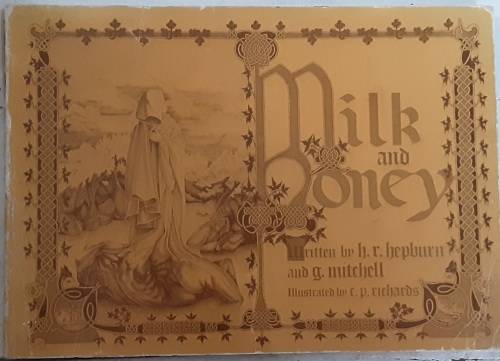 Milk
and
Honey
Written by h. r. hepburn
and g. mitchell
Illustrated by c. p. richards